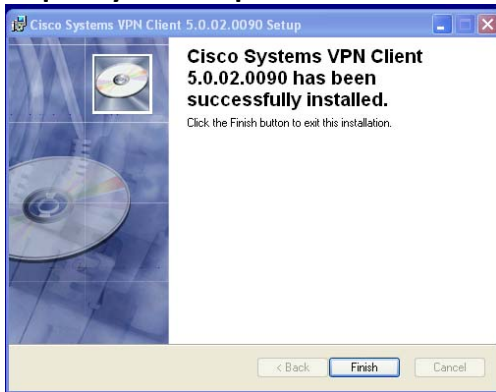 Cisco Systems VPN Client 5.0.02.0090 Setup
Cisco Systems VPN Client
5.0.02.0090 has been
successfully installed.
Click the Finish button to exit this installation.
< Back
Finish
Cancel